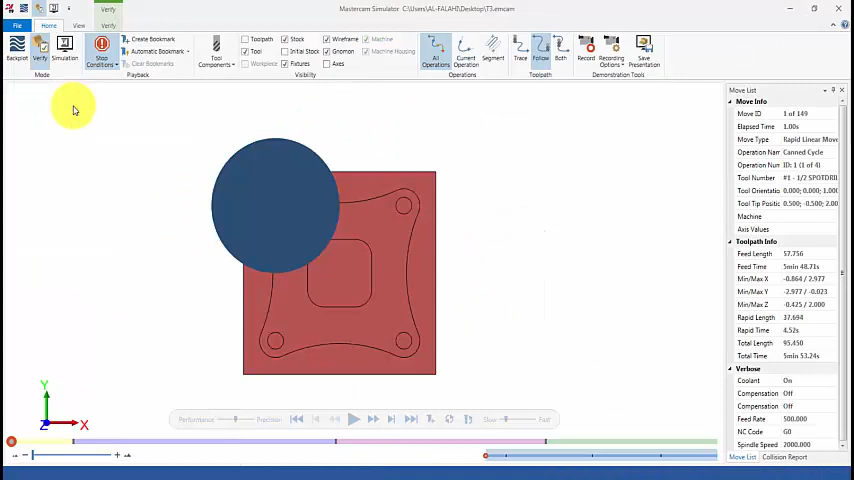 Verify
Mastercam Simulator  C:\Users\AL-FALAHI\Desktop\T3.emcam
File Home View Verify
Backplot Verify Simulation
Mode
Stop Conditions
Create Bookmark
Automatic Bookmark
Clear Bookmarks
Playback
Tool Components
Toolpath Stock Wireframe Machine
Tool Initial Stock Gnomon Machine Housing
Workpiece Fixtures Axes
Visibility
All Operations
Current Operation
Segment
Operations
Trace Follow Both
Toolpath
Record
Recording Options
Save Presentation
Demonstration Tools
Move List
Move Info
Move ID 1 of 149
Elapsed Time 1.00s
Move Type Rapid Linear Move
Operation Nam Canned Cycle
Operation Num ID: 1 (1 of 4)
Tool Number #1 - 1/2 SPOTDRIL
Tool Orientatio 0.000; 0.000; 1.000
Tool Tip Positio 0.500; -0.500; 2.00
Machine
Axis Values
Toolpath Info
Feed Length 57.756
Feed Time 5min 48.71s
Min/Max X -0.864 / 2.977
Min/Max Y -2.977 / -0.023
Min/Max Z -0.425 / 2.000
Rapid Length 37.694
Rapid Time 4.52s
Total Length 95.450
Total Time 5min 53.24s
Verbose
Coolant On
Compensation Off
Compensation Off
Feed Rate 500.000
NC Code G0
Spindle Speed 2000.000
Y
Z X
Performance Precision
Slow Fast
Move List Collision Report